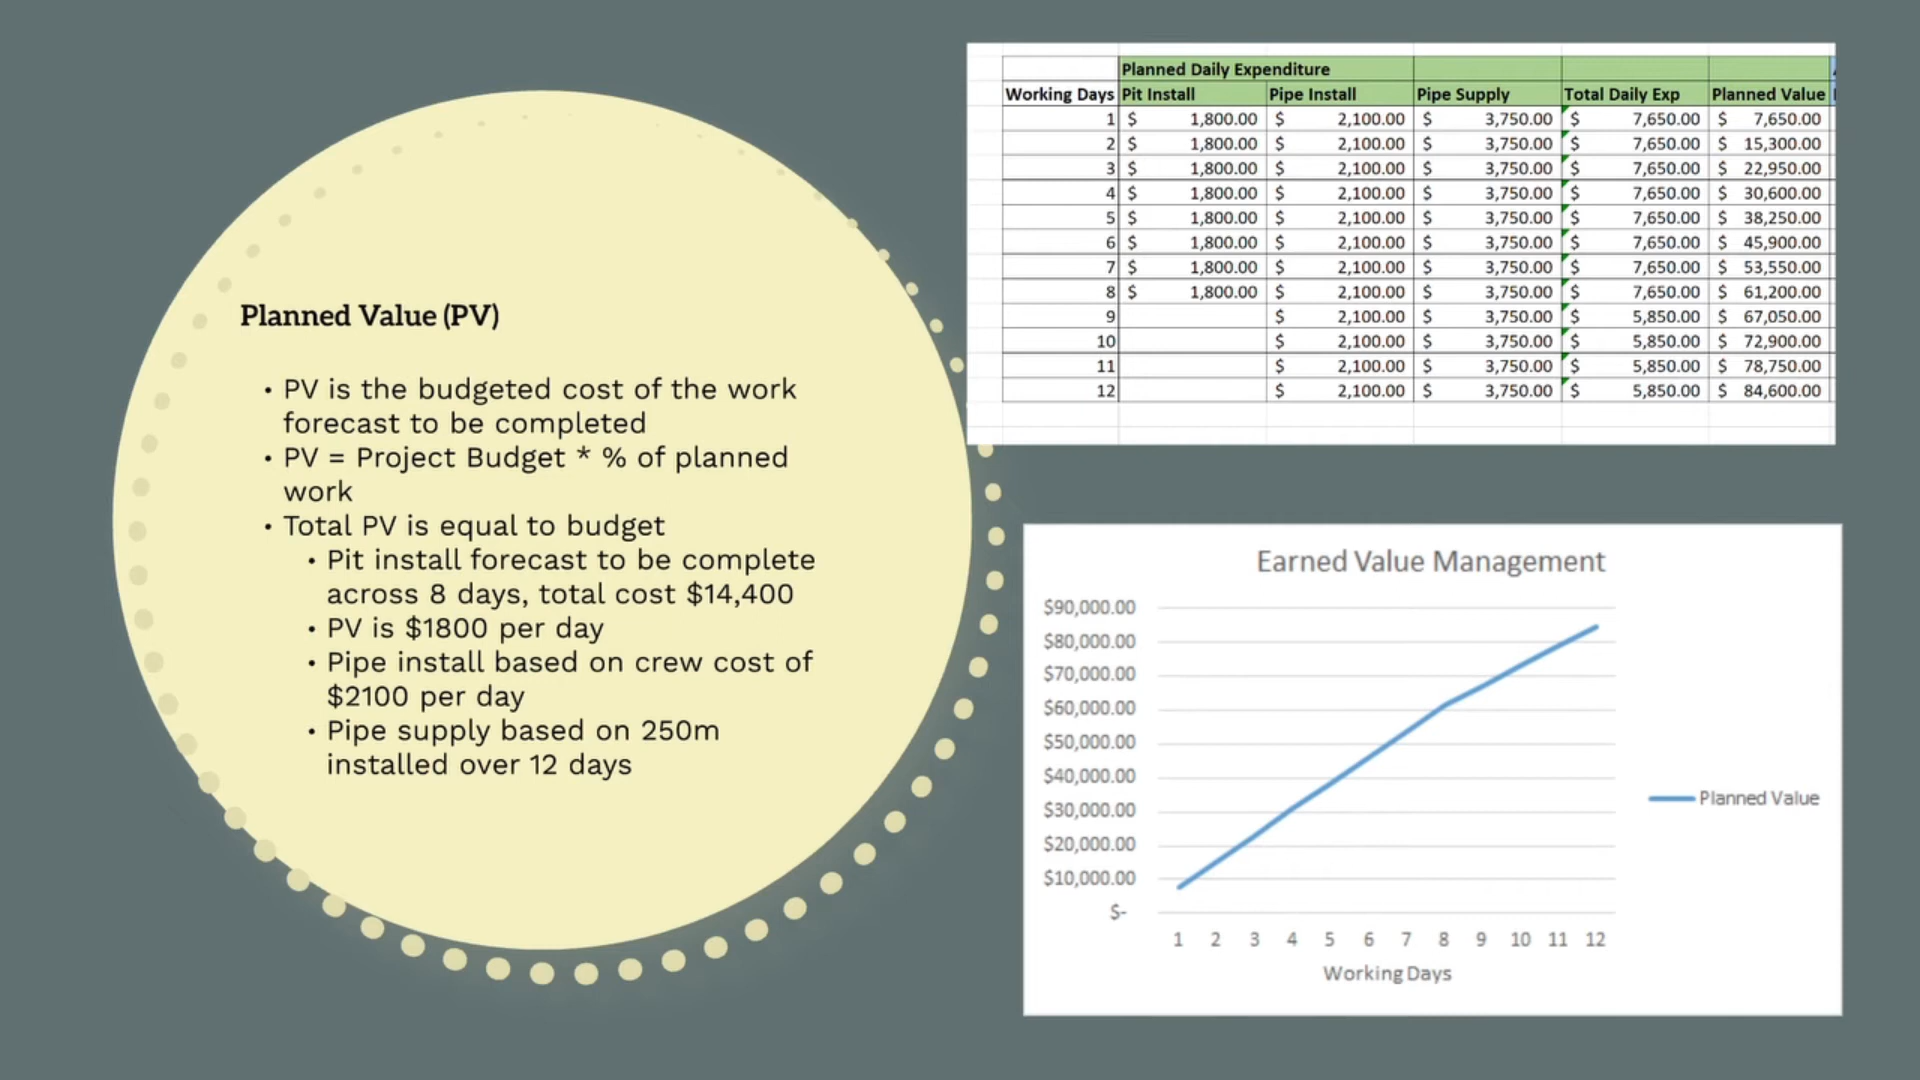 Planned Value (PV)
• PV is the budgeted cost of the work
forecast to be completed
• PV = Project Budget * % of planned
work
• Total PV is equal to budget
• Pit install forecast to be complete
across 8 days, total cost $14,400
• PV is $1800 per day
• Pipe install based on crew cost of
$2100 per day
• Pipe supply based on 250m
installed over 12 days
Planned Daily Expenditure
Working Days Pit Install Pipe Install Pipe Supply Total Daily Exp Planned Value
1 $ 1,800.00 $ 2,100.00 $ 3,750.00 $ 7,650.00 $ 7,650.00
2 $ 1,800.00 $ 2,100.00 $ 3,750.00 $ 7,650.00 $ 15,300.00
3 $ 1,800.00 $ 2,100.00 $ 3,750.00 $ 7,650.00 $ 22,950.00
4 $ 1,800.00 $ 2,100.00 $ 3,750.00 $ 7,650.00 $ 30,600.00
5 $ 1,800.00 $ 2,100.00 $ 3,750.00 $ 7,650.00 $ 38,250.00
6 $ 1,800.00 $ 2,100.00 $ 3,750.00 $ 7,650.00 $ 45,900.00
7 $ 1,800.00 $ 2,100.00 $ 3,750.00 $ 7,650.00 $ 53,550.00
8 $ 1,800.00 $ 2,100.00 $ 3,750.00 $ 7,650.00 $ 61,200.00
9 $ 2,100.00 $ 3,750.00 $ 5,850.00 $ 67,050.00
10 $ 2,100.00 $ 3,750.00 $ 5,850.00 $ 72,900.00
11 $ 2,100.00 $ 3,750.00 $ 5,850.00 $ 78,750.00
12 $ 2,100.00 $ 3,750.00 $ 5,850.00 $ 84,600.00
Earned Value Management
$90,000.00
$80,000.00
$70,000.00
$60,000.00
$50,000.00
$40,000.00
$30,000.00
$20,000.00
$10,000.00
$-
1 2 3 4 5 6 7 8 9 10 11 12
Working Days
Planned Value